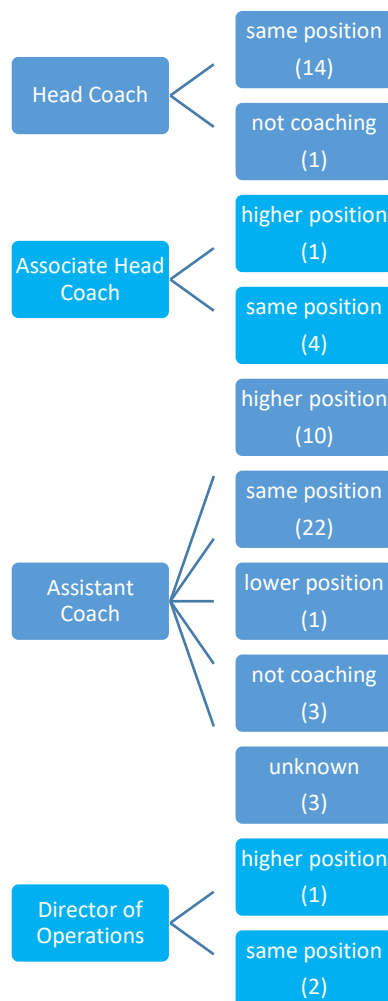 Head Coach
same position
(14)
not coaching
(1)
Associate Head
Coach
higher position
(1)
same position
(4)
Assistant
Coach
higher position
(10)
same position
(22)
lower position
(1)
not coaching
(3)
unknown
(3)
Director of
Operations
higher position
(1)
same position
(2)